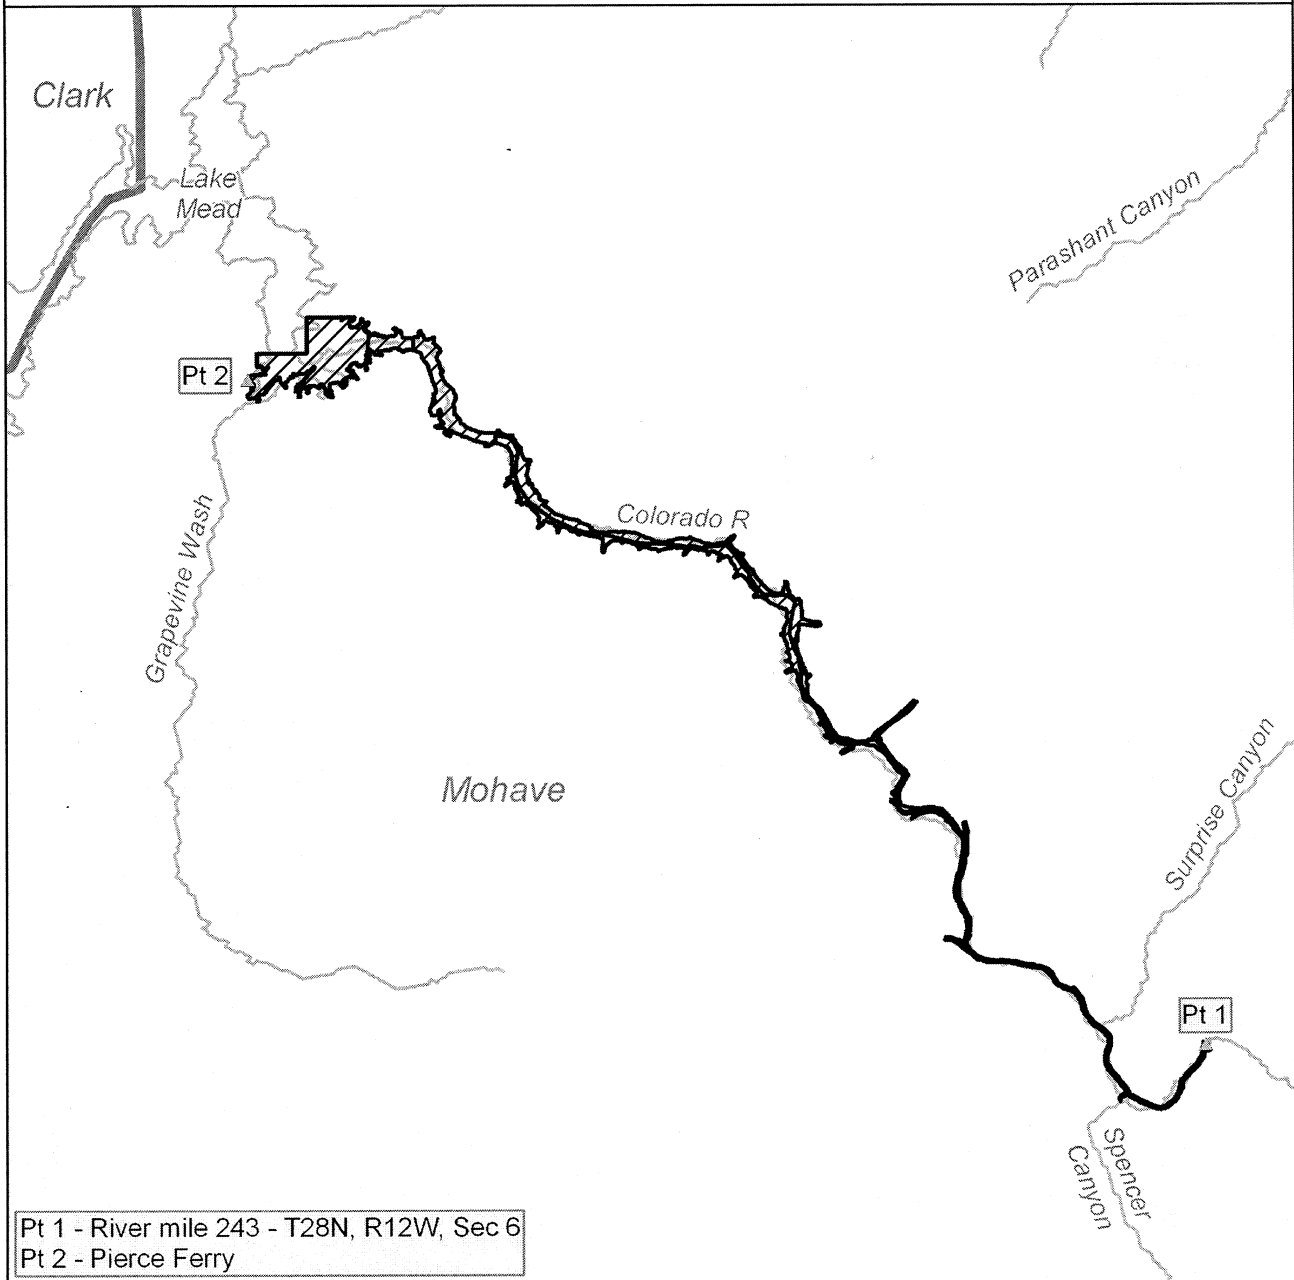 Clark
Lake
Mead
Parashant Canyon
Pt 2
Colorado R
Grapevine Wash
Mohave
Surprise Canyon
Pt 1
Spencer
Canyon
Pt 1 - River mile 243 - T28N, R12W, Sec 6
Pt 2 - Pierce Ferry